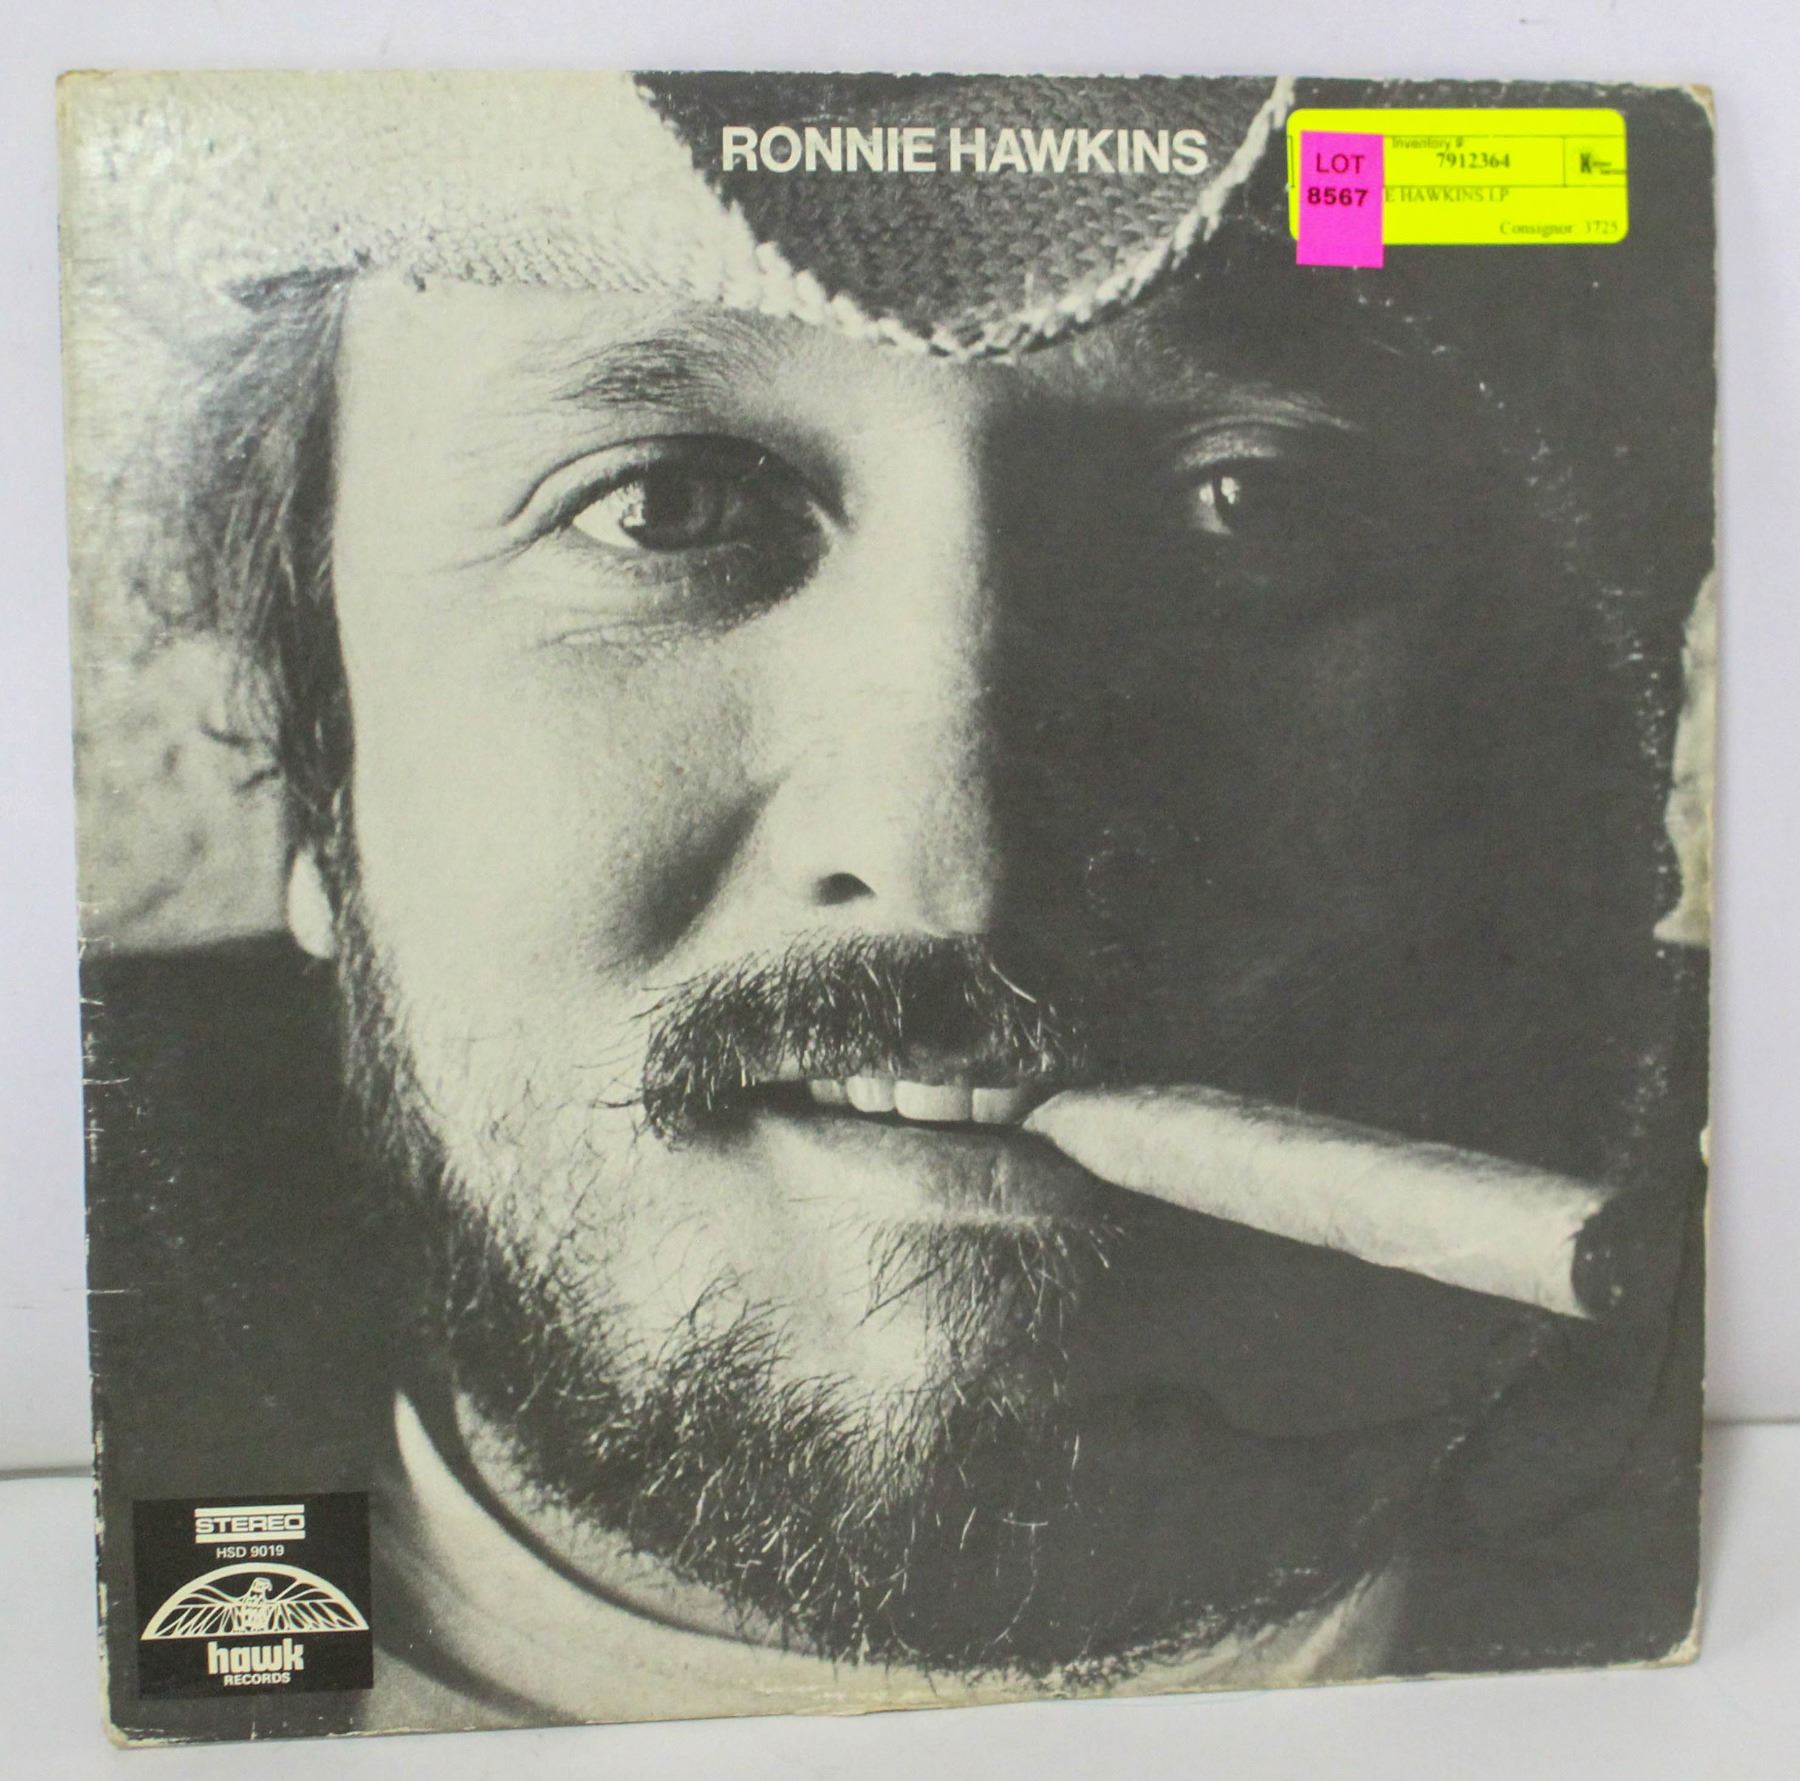 RONNIE HAWKINS
Inventory #
7912364
LOT
8567
E HAWKINS LP
Consignor 3725
STEREO
HSD 9019
hawk
RECORDS